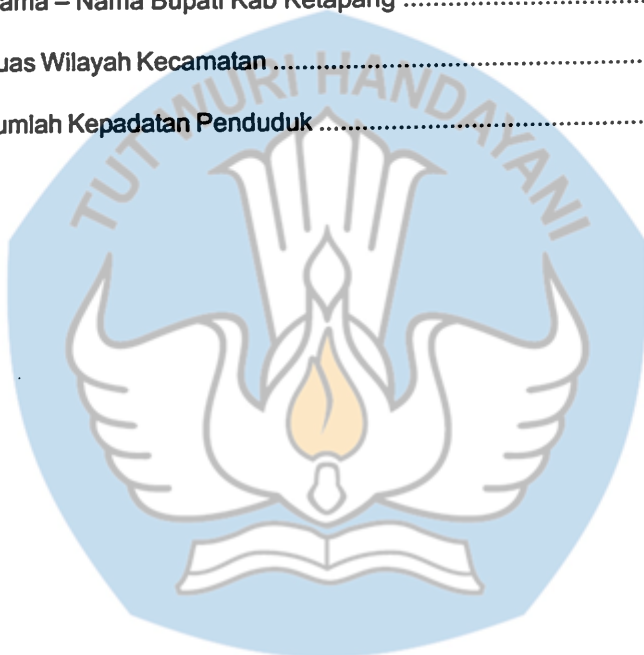 ama – Nama Bupati Kab Ketapang ........................................
uas Wilayah Kecamatan ............................................................
umlah Kepadatan Penduduk ....................................................
TUT WURI HANDAYANI